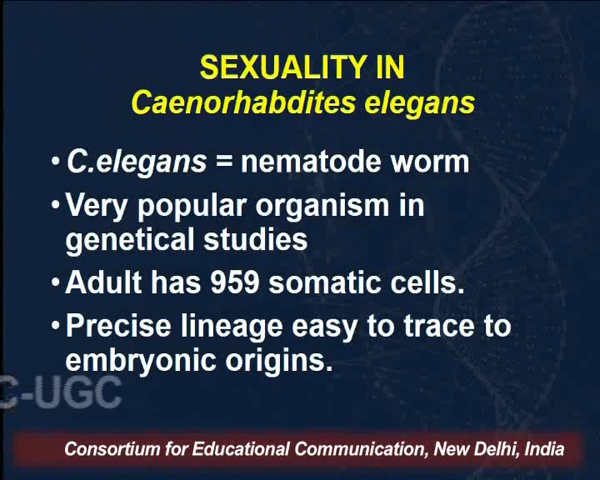 SEXUALITY IN
Caenorhabdites elegans
• C.elegans = nematode worm
• Very popular organism in
genetical studies
• Adult has 959 somatic cells.
• Precise lineage easy to trace to
embryonic origins.
C-UGC
Consortium for Educational Communication, New Delhi, India